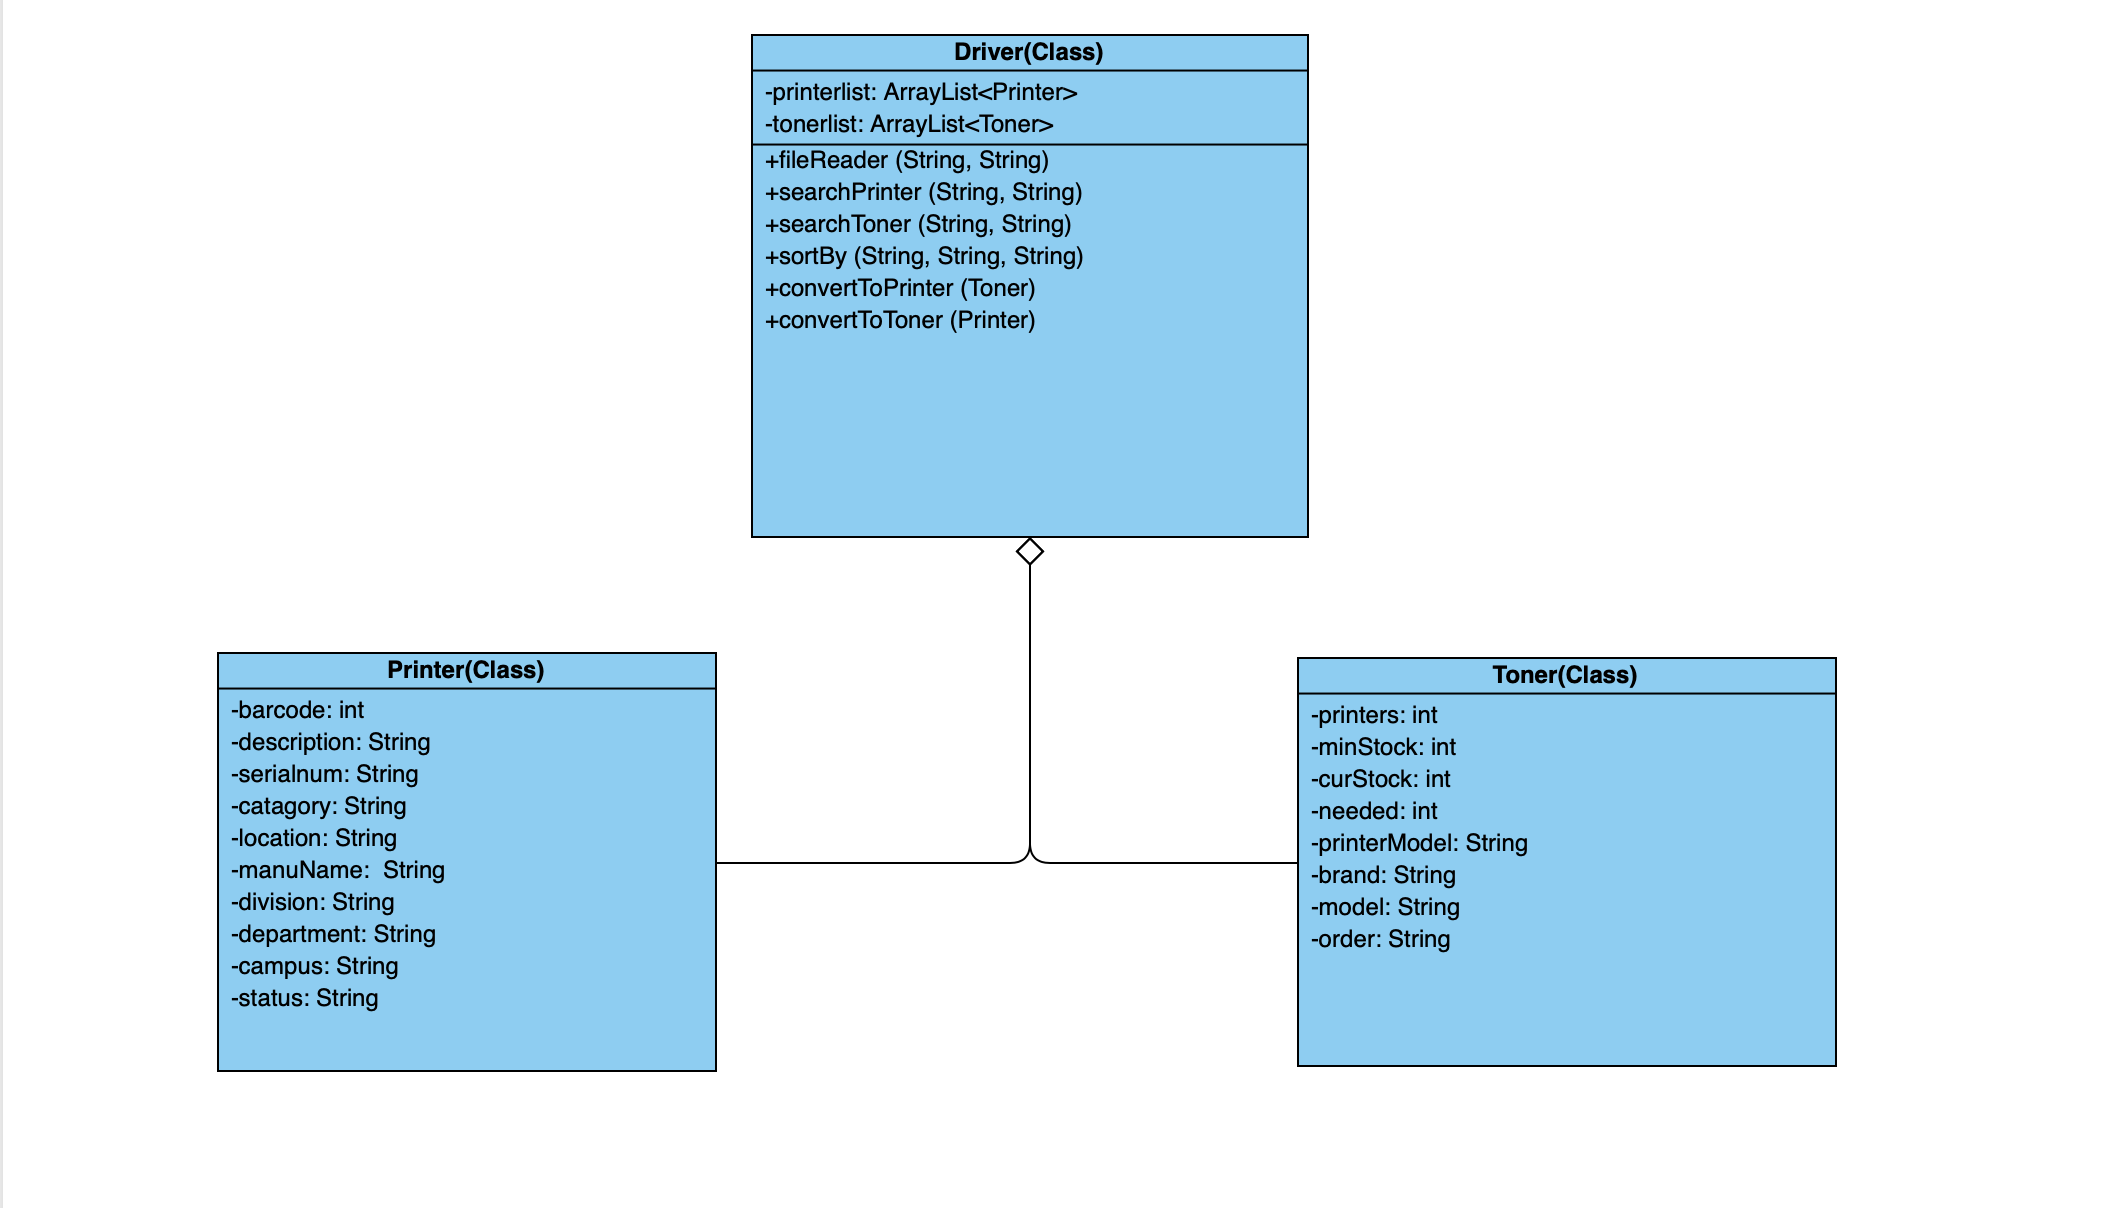 Driver(Class)
-printerlist: ArrayList<Printer>
-tonerlist: ArrayList<Toner>
+fileReader (String, String)
+searchPrinter (String, String)
+searchToner (String, String)
+sortBy (String, String, String)
+convertToPrinter (Toner)
+convertToToner (Printer)
Printer(Class)
-barcode: int
-description: String
-serialnum: String
-catagory: String
-location: String
-manuName:  String
-division: String
-department: String
-campus: String
-status: String
Toner(Class)
-printers: int
-minStock: int
-curStock: int
-needed: int
-printerModel: String
-brand: String
-model: String
-order: String